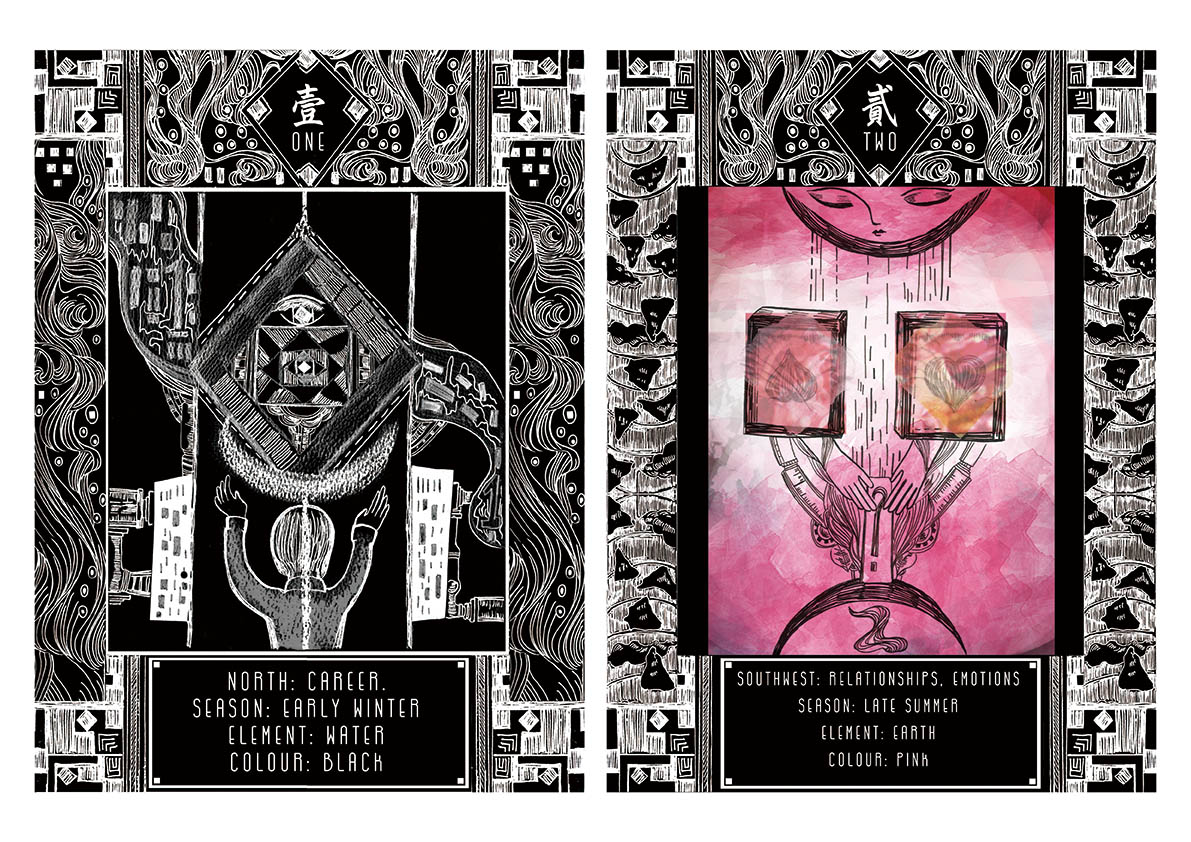 壹
ONE
NORTH: CAREER.
SEASON: EARLY WINTER
ELEMENT: WATER
COLOUR: BLACK
貳
TWO
SOUTHWEST: RELATIONSHIPS, EMOTIONS
SEASON: LATE SUMMER
ELEMENT: EARTH
COLOUR: PINK